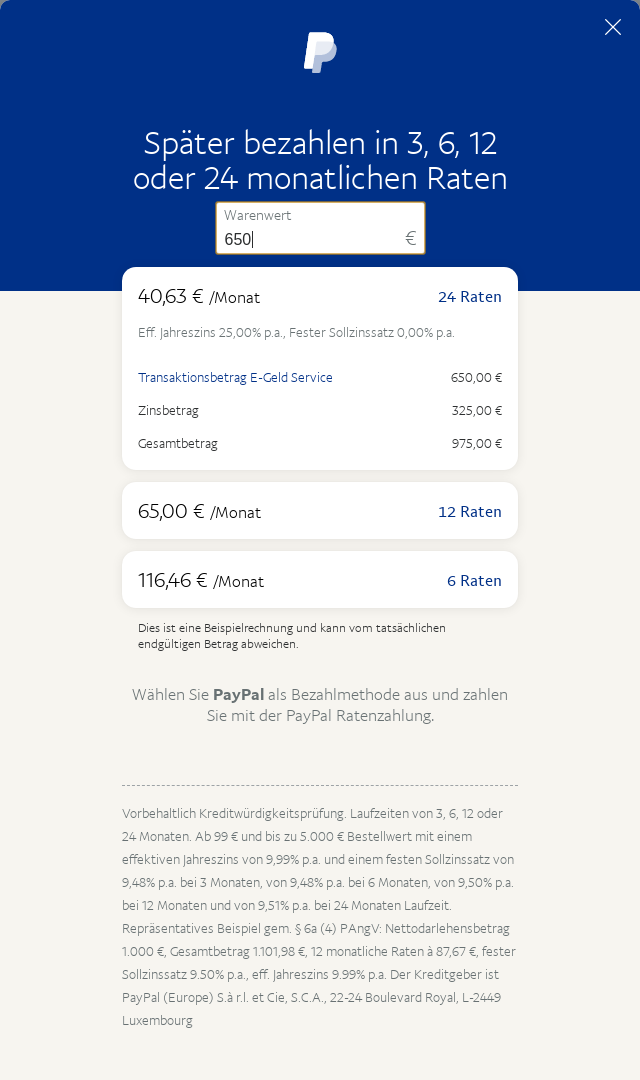 Später bezahlen in 3, 6, 12
oder 24 monatlichen Raten
Warenwert
650 €
40,63 € /Monat 24 Raten
Eff. Jahreszins 25,00% p.a., Fester Sollzinssatz 0,00% p.a.
Transaktionsbetrag E-Geld Service 650,00 €
Zinsbetrag 325,00 €
Gesamtbetrag 975,00 €
65,00 € /Monat 12 Raten
116,46 € /Monat 6 Raten
Dies ist eine Beispielrechnung und kann vom tatsächlichen
endgültigen Betrag abweichen.
Wählen Sie PayPal als Bezahlmethode aus und zahlen
Sie mit der PayPal Ratenzahlung.
Vorbehaltlich Kreditwürdigkeitsprüfung. Laufzeiten von 3, 6, 12 oder
24 Monaten. Ab 99 € und bis zu 5.000 € Bestellwert mit einem
effektiven Jahreszins von 9,99% p.a. und einem festen Sollzinssatz von
9,48% p.a. bei 3 Monaten, von 9,48% p.a. bei 6 Monaten, von 9,50% p.a.
bei 12 Monaten und von 9,51% p.a. bei 24 Monaten Laufzeit.
Repräsentatives Beispiel gem. § 6a (4) PAngV: Nettodarlehensbetrag
1.000 €, Gesamtbetrag 1.101,98 €, 12 monatliche Raten à 87,67 €, fester
Sollzinssatz 9.50% p.a., eff. Jahreszins 9.99% p.a. Der Kreditgeber ist
PayPal (Europe) S.à r.l. et Cie, S.C.A., 22-24 Boulevard Royal, L-2449
Luxembourg